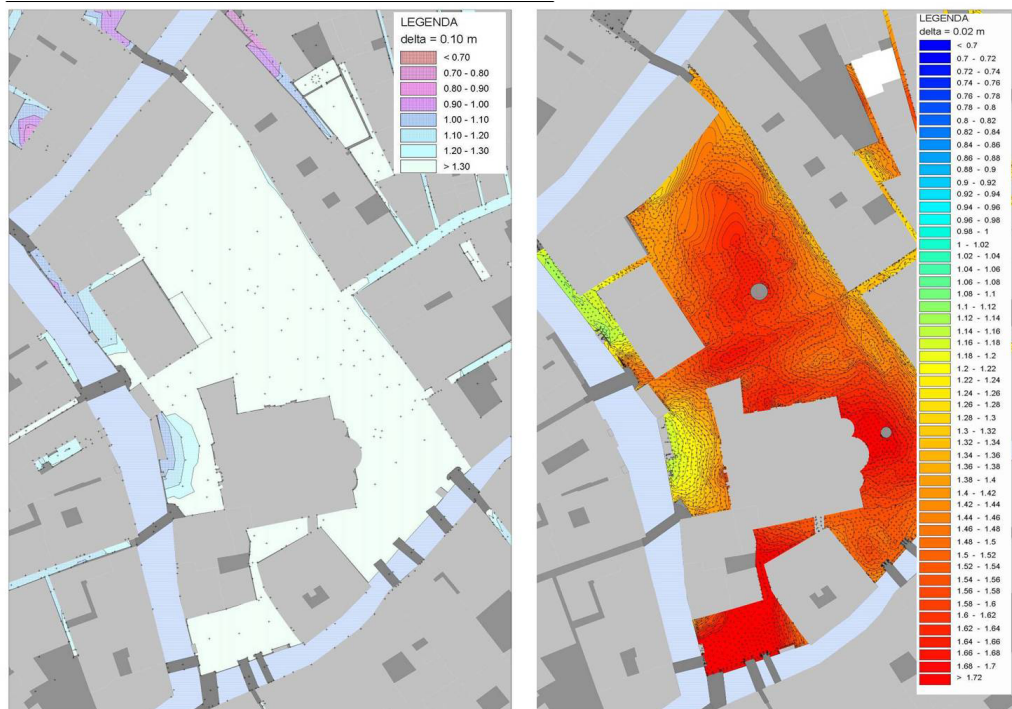 LEGENDA
delta = 0.10 m
< 0.70
0.70 - 0.80
0.80 - 0.90
0.90 - 1.00
1.00 - 1.10
1.10 - 1.20
1.20 - 1.30
> 1.30
LEGENDA
delta = 0.02 m
< 0.7
0.7 - 0.72
0.72 - 0.74
0.74 - 0.76
0.76 - 0.78
0.78 - 0.8
0.8 - 0.82
0.82 - 0.84
0.84 - 0.86
0.86 - 0.88
0.88 - 0.9
0.9 - 0.92
0.92 - 0.94
0.94 - 0.96
0.96 - 0.98
0.98 - 1
1 - 1.02
1.02 - 1.04
1.04 - 1.06
1.06 - 1.08
1.08 - 1.1
1.1 - 1.12
1.12 - 1.14
1.14 - 1.16
1.16 - 1.18
1.18 - 1.2
1.2 - 1.22
1.22 - 1.24
1.24 - 1.26
1.26 - 1.28
1.28 - 1.3
1.3 - 1.32
1.32 - 1.34
1.34 - 1.36
1.36 - 1.38
1.38 - 1.4
1.4 - 1.42
1.42 - 1.44
1.44 - 1.46
1.46 - 1.48
1.48 - 1.5
1.5 - 1.52
1.52 - 1.54
1.54 - 1.56
1.56 - 1.58
1.58 - 1.6
1.6 - 1.62
1.62 - 1.64
1.64 - 1.66
1.66 - 1.68
1.68 - 1.7
> 1.72